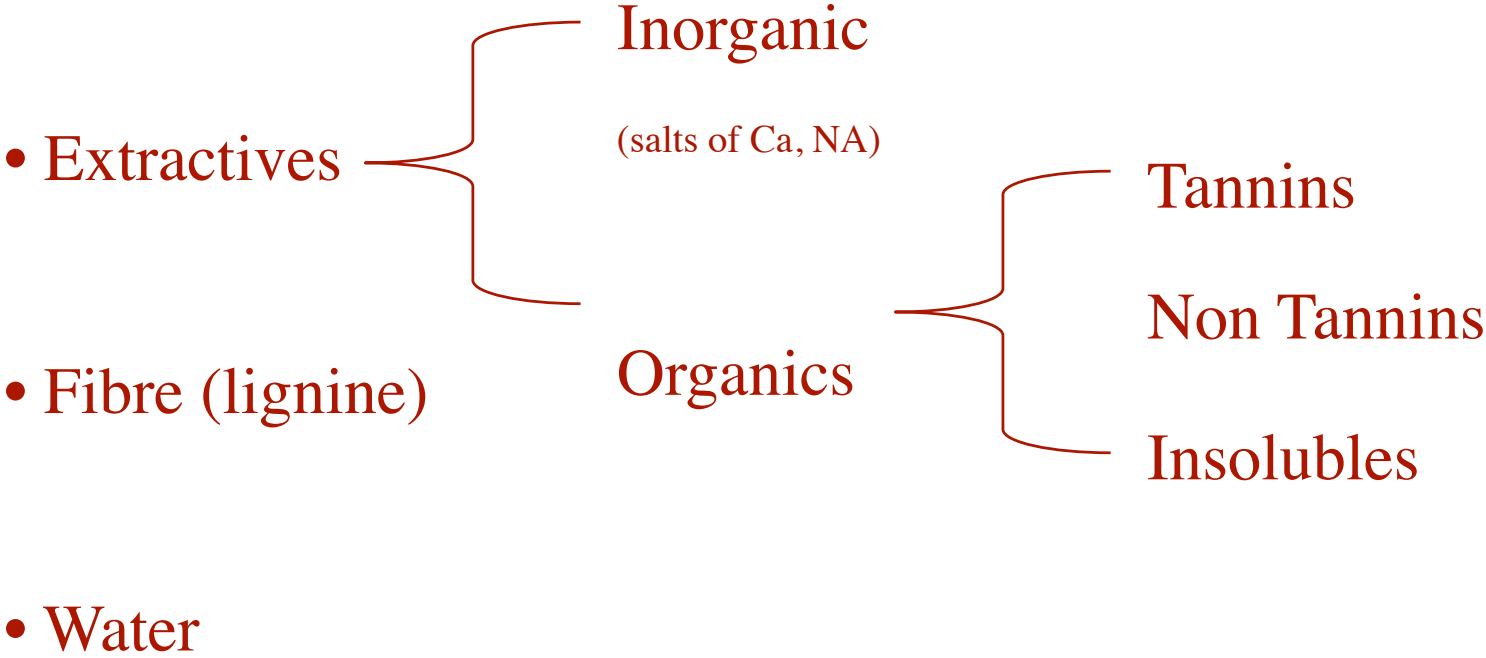 Inorganic
(salts of Ca, NA)
• Extractives
Tannins
Non Tannins
Organics
• Fibre (lignine)
Insolubles
• Water